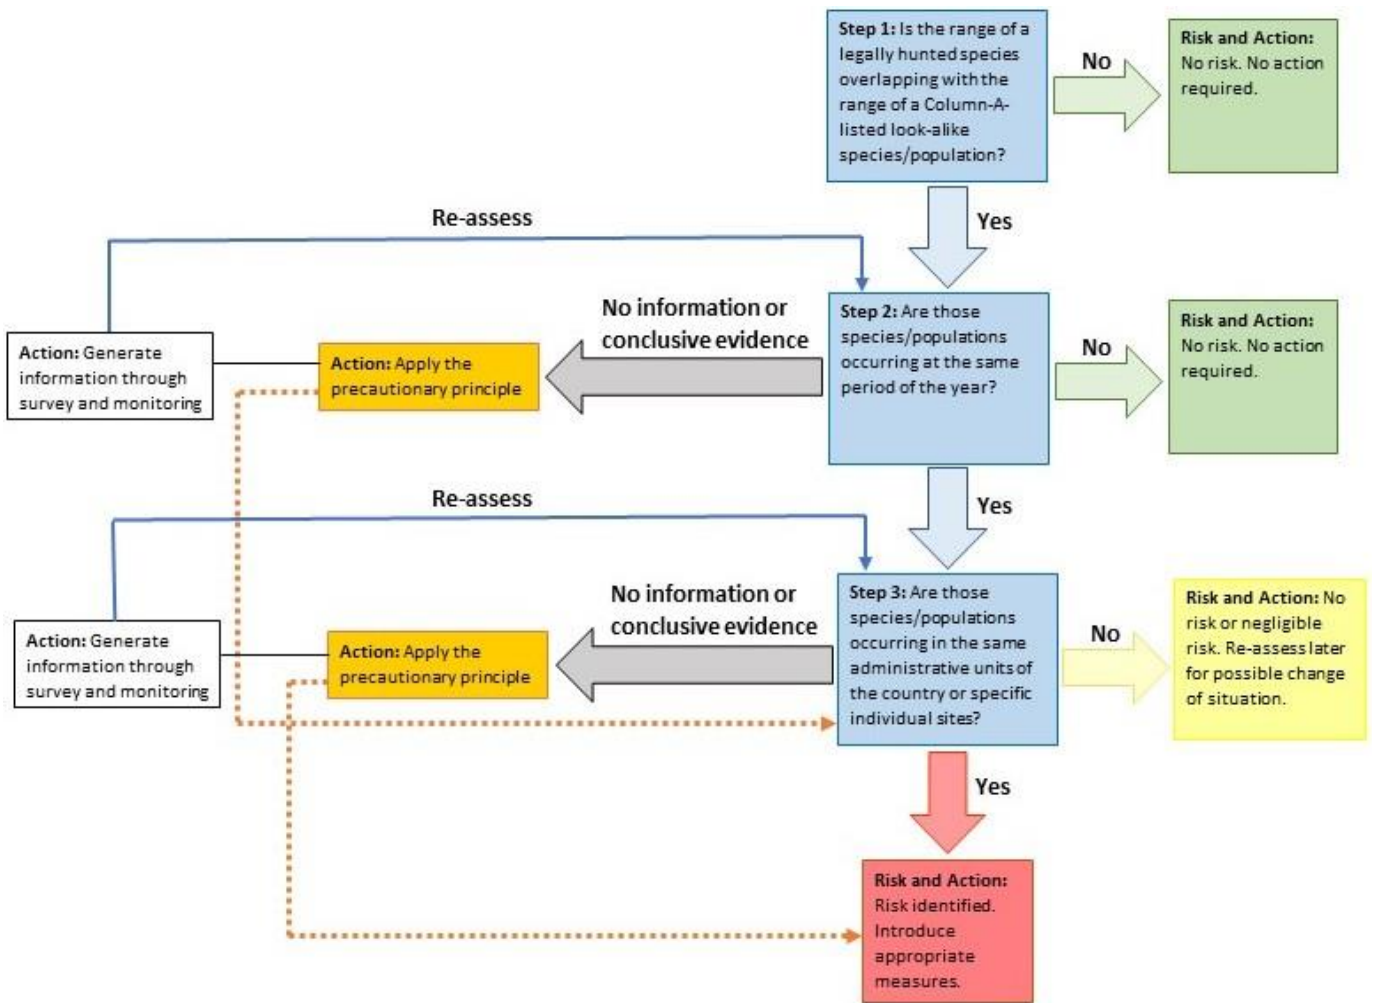 Step 1: Is the range of a
legally hunted species
overlapping with the
range of a Column-A-
listed look-alike
species/population?
No
Risk and Action:
No risk. No action
required.
Yes
Re-assess
Step 2: Are those
species/populations
occurring at the same
period of the year?
No
Risk and Action:
No risk. No action
required.
No information or
conclusive evidence
Action: Apply the
precautionary principle
Action: Generate
information through
survey and monitoring
Yes
Re-assess
Step 3: Are those
species/populations
occurring in the same
administrative units of
the country or specific
individual sites?
No
Risk and Action: No
risk or negligible
risk. Re-assess later
for possible change
of situation.
No information or
conclusive evidence
Action: Apply the
precautionary principle
Action: Generate
information through
survey and monitoring
Yes
Risk and Action:
Risk identified.
Introduce
appropriate
measures.